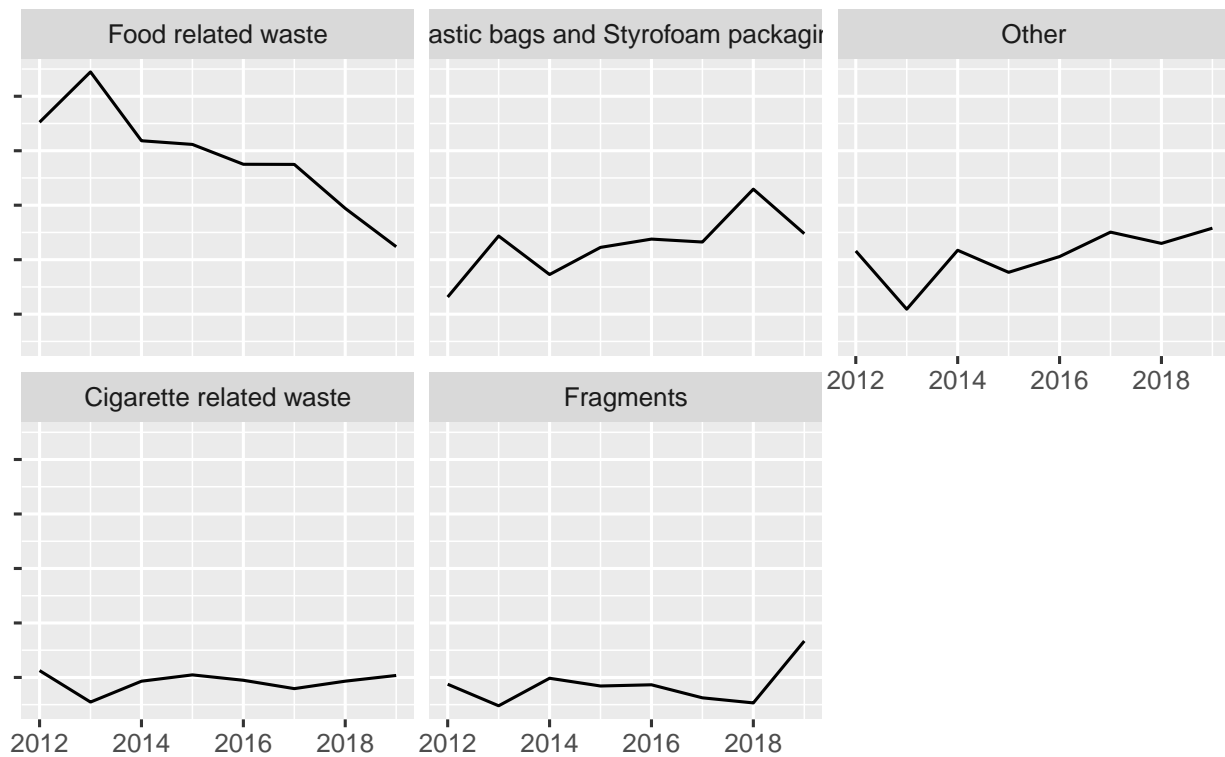 Food related waste
astic bags and Styrofoam packagin
Other
2012 2014 2016 2018
Cigarette related waste
Fragments
2012 2014 2016 2018
2012 2014 2016 2018